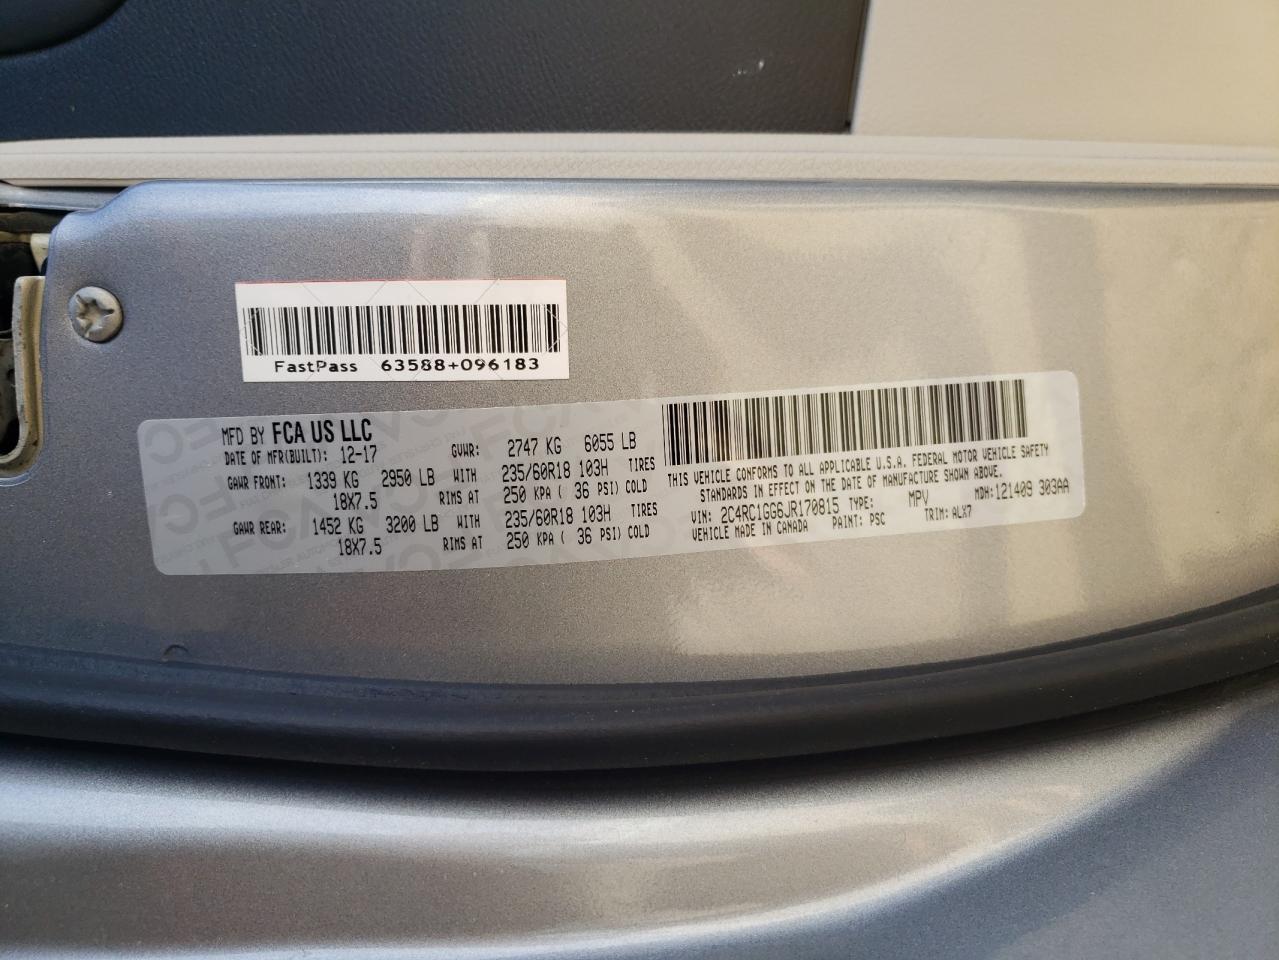 FastPass 63588+096183
MFD BY FCA US LLC
DATE OF MFR(BUILT): 12-17 GVWR: 2747 KG 6055 LB
GAWR FRONT: 1339 KG 2950 LB WITH 235/60R18 103H TIRES
18X7.5 RIMS AT 250 KPA ( 36 PSI) COLD
GAWR REAR: 1452 KG 3200 LB WITH 235/60R18 103H TIRES
18X7.5 RIMS AT 250 KPA ( 36 PSI) COLD
THIS VEHICLE CONFORMS TO ALL APPLICABLE U.S.A. FEDERAL MOTOR VEHICLE SAFETY
STANDARDS IN EFFECT ON THE DATE OF MANUFACTURE SHOWN ABOVE.
VIN: 2C4RC1GG6JR170815 TYPE: MPV MDH:121409 303AA
VEHICLE MADE IN CANADA PAINT: PSC TRIM: ALX7